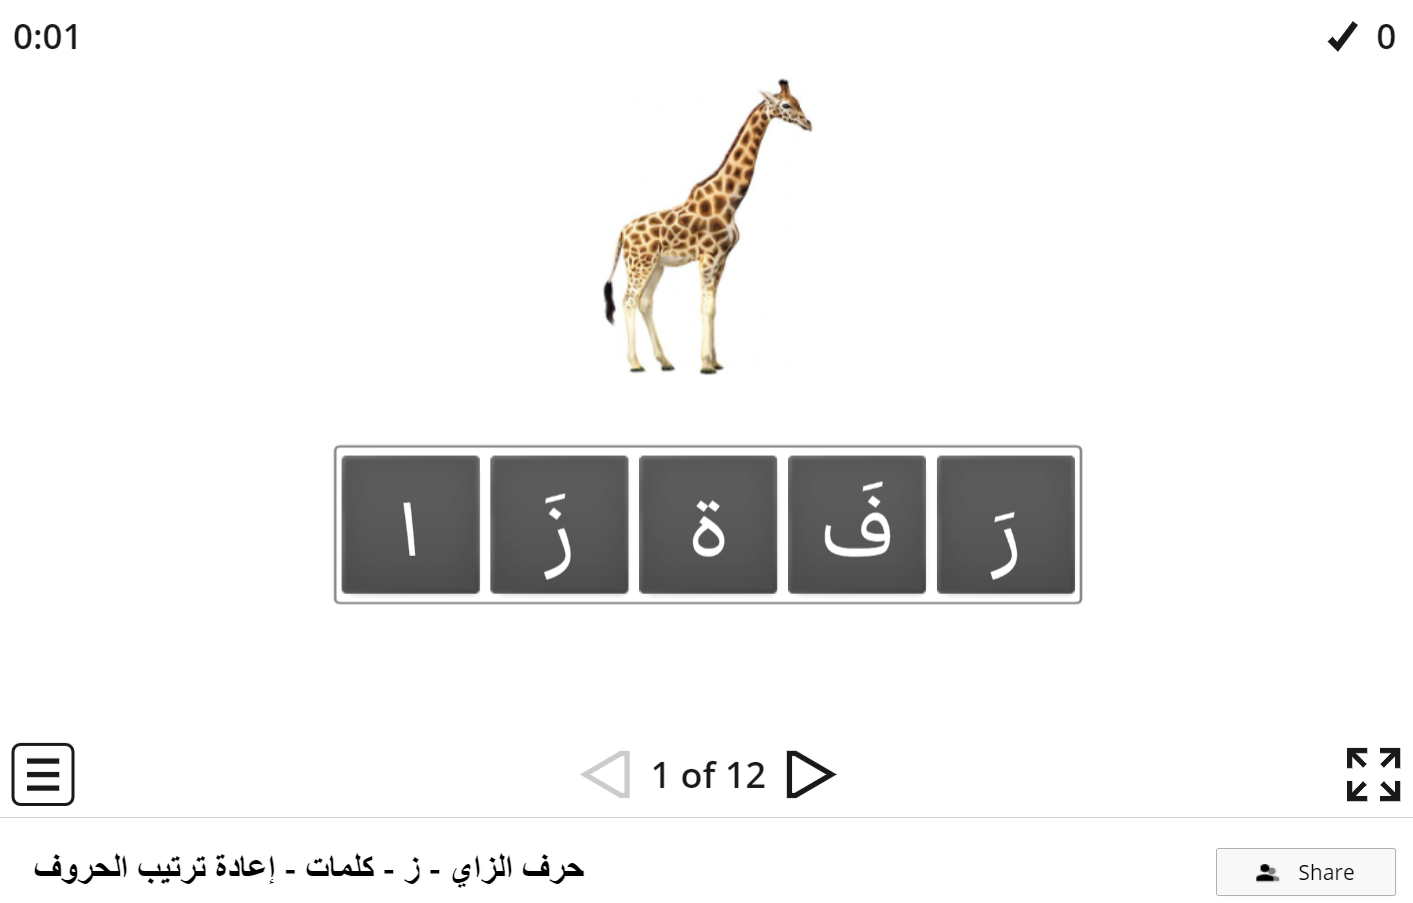 0:01
0
رَ فَ ة زَ ا
1 of 12
حرف الزاي - ز - كلمات - إعادة ترتيب الحروف
Share